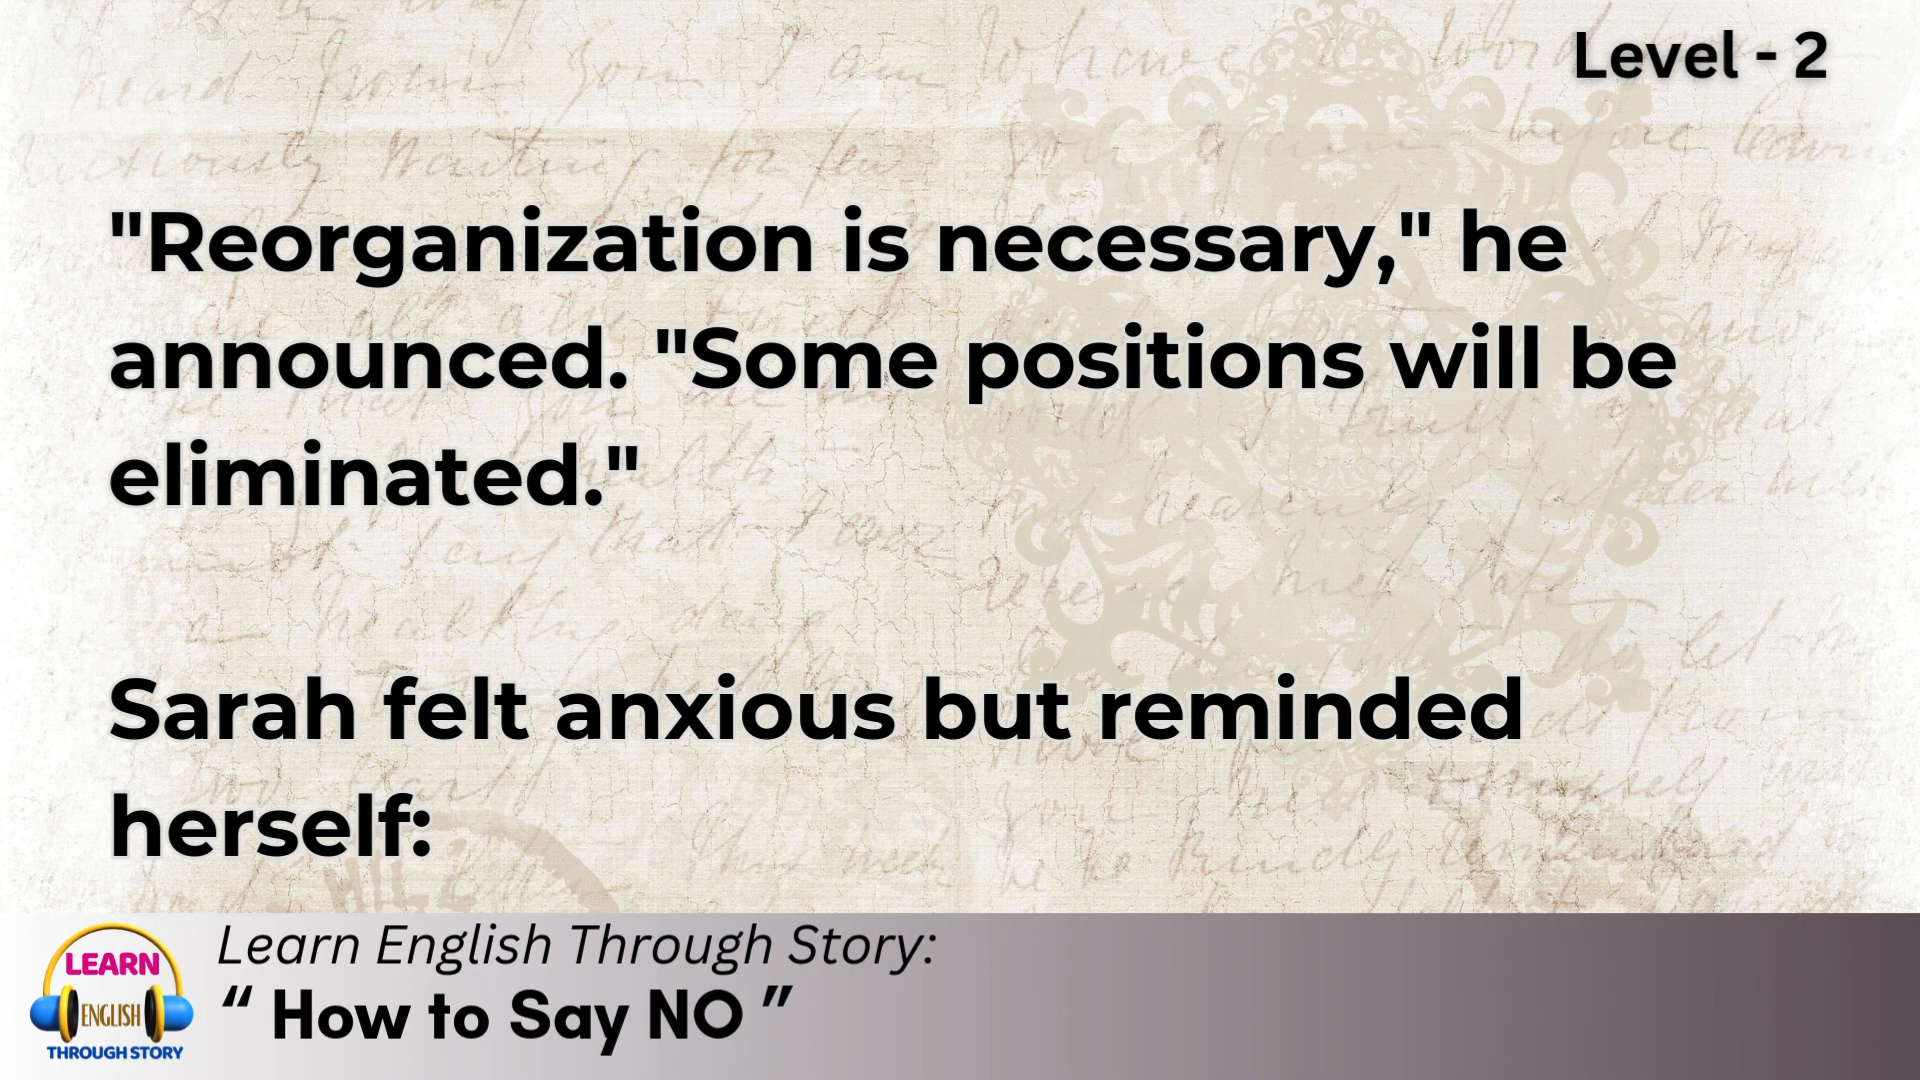 Level - 2
"Reorganization is necessary," he
announced. "Some positions will be
eliminated."
Sarah felt anxious but reminded
herself:
Learn English Through Story:
“ How to Say NO ”
LEARN
ENGLISH
THROUGH STORY